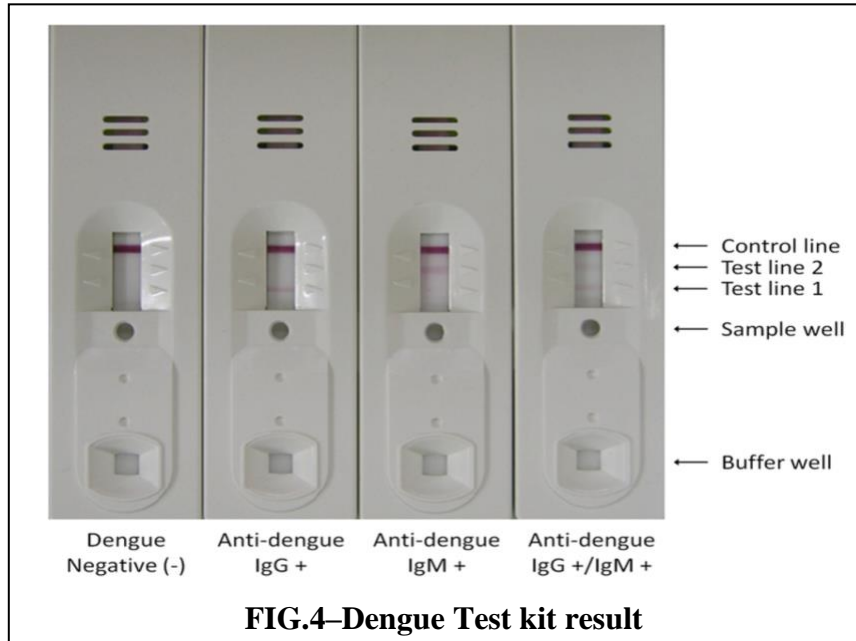 Control line
Test line 2
Test line 1
Sample well
Buffer well
Dengue Negative (-)
Anti-dengue IgG +
Anti-dengue IgM +
Anti-dengue IgG +/IgM +
FIG.4–Dengue Test kit result